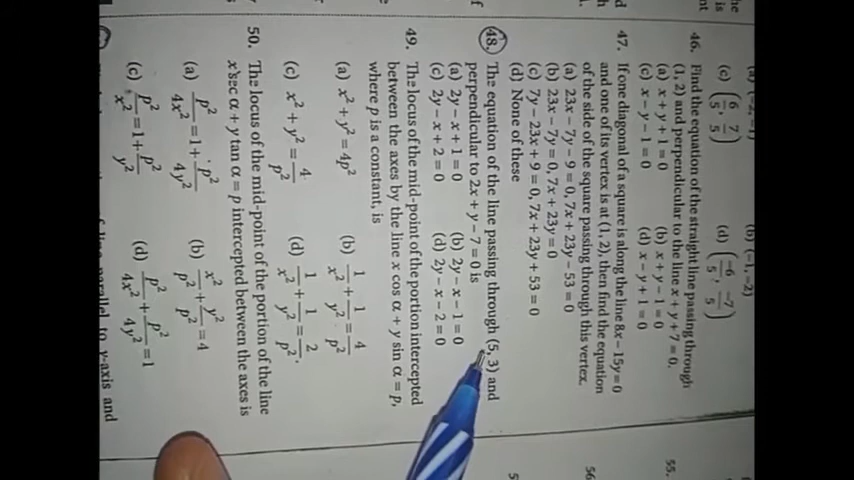 (a) (−2, −1)
(b) (−1, −2)
(c) (6/5, 7/5)
(d) (−6/5, −7/5)
46. Find the equation of the straight line passing through
(1, 2) and perpendicular to the line x + y + 7 = 0.
(a) x + y + 1 = 0
(b) x + y − 1 = 0
(c) x − y − 1 = 0
(d) x − y + 1 = 0
47. If one diagonal of a square is along the line 8x − 15y = 0
and one of its vertex is at (1, 2), then find the equation
of the side of the square passing through this vertex.
(a) 23x − 7y − 9 = 0, 7x + 23y − 53 = 0
(b) 23x − 7y = 0, 7x + 23y = 0
(c) 7y − 23x + 9 = 0, 7x + 23y + 53 = 0
(d) None of these
48. The equation of the line passing through (5, 3) and
perpendicular to 2x + y − 7 = 0 is
(a) 2y − x + 1 = 0
(b) 2y − x − 1 = 0
(c) 2y − x + 2 = 0
(d) 2y − x − 2 = 0
49. The locus of the mid-point of the portion intercepted
between the axes by the line x cos α + y sin α = p,
where p is a constant, is
(a) x² + y² = 4p²
(b) 1/x² + 1/y² = 4/p²
(c) x² + y² = 4/p²
(d) 1/x² + 1/y² = 2/p²
50. The locus of the mid-point of the portion of the line
x sec α + y tan α = p intercepted between the axes is
(a) p²/4x² = 1 + p²/4y²
(b) x²/p² + y²/p² = 4
(c) p²/x² = 1 + p²/y²
(d) p²/4x² + p²/4y² = 1
parallel to y-axis and
55.
56
5